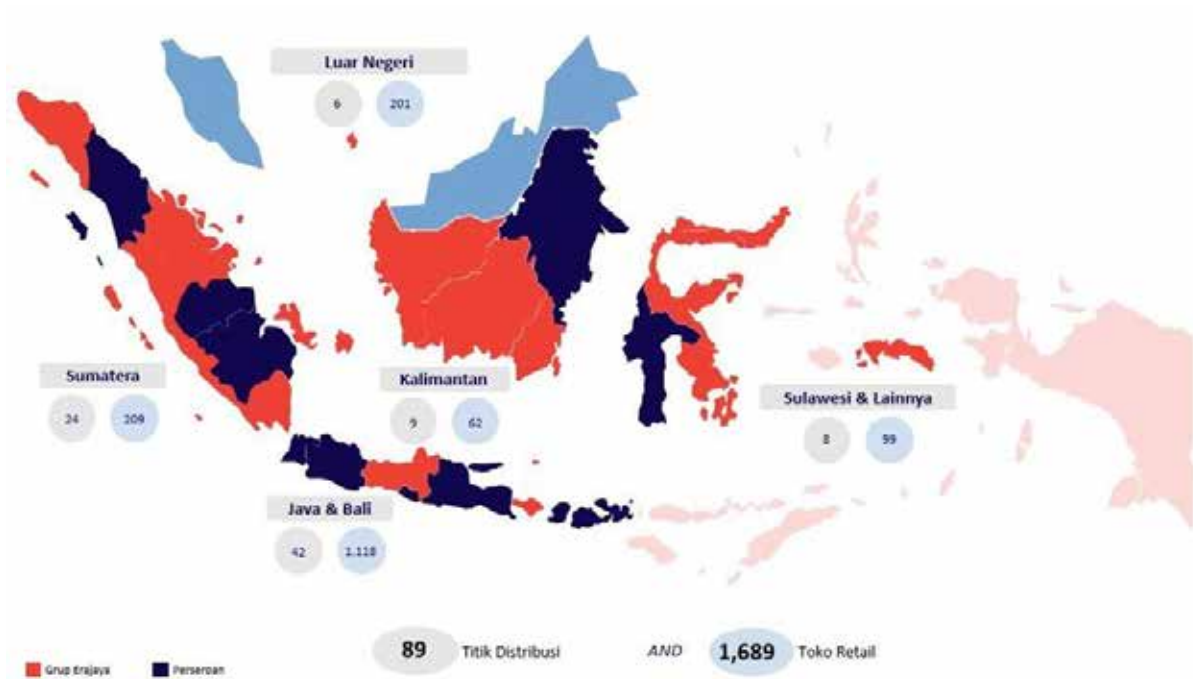 Luar Negeri
6 201
Sumatera
24 209
Kalimantan
9 62
Sulawesi & Lainnya
8 99
Java & Bali
42 1.118
89 Titik Distribusi AND 1,689 Toko Retail
Grup Erajaya Perseroan